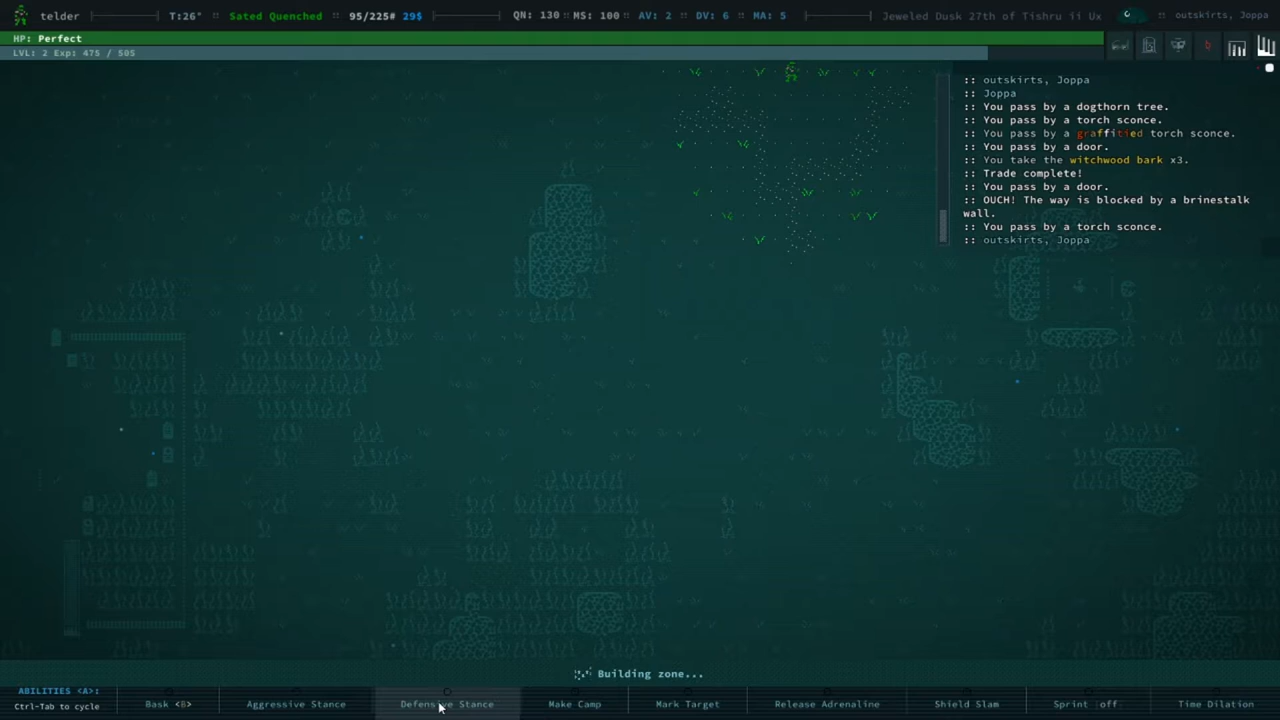 telder T:26° :: Sated Quenched :: 95/225# 29$ QN: 130 :: MS: 100 :: AV: 2 :: DV: 6 :: MA: 5 Jeweled Dusk 27th of Tishru ii Ux :: outskirts, Joppa
HP: Perfect
LVL: 2 Exp: 475 / 505
:: outskirts, Joppa
:: Joppa
:: You pass by a dogthorn tree.
:: You pass by a torch sconce.
:: You pass by a graffitied torch sconce.
:: You pass by a door.
:: You take the witchwood bark x3.
:: Trade complete!
:: You pass by a door.
:: OUCH! The way is blocked by a brinestalk
wall.
:: You pass by a torch sconce.
:: outskirts, Joppa
Building zone...
ABILITIES <A>:
Ctrl-Tab to cycle
Bask <8> Aggressive Stance Defensive Stance Make Camp Mark Target Release Adrenaline Shield Slam Sprint off Time Dilation